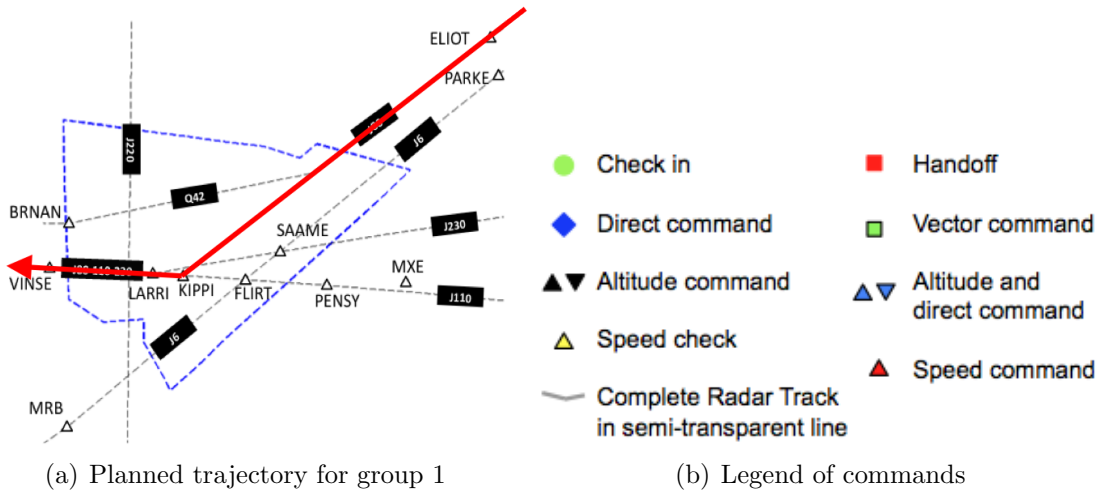 ELIOT
PARKE
J6
J220
Q42
BRNAN
SAAME
J230
VINSE
LARRI
KIPPI
FLIRT
PENSY
MXE
J110
J6
MRB
Check in
Handoff
Direct command
Vector command
Altitude command
Altitude and
direct command
Speed check
Speed command
Complete Radar Track
in semi-transparent line
(a) Planned trajectory for group 1
(b) Legend of commands